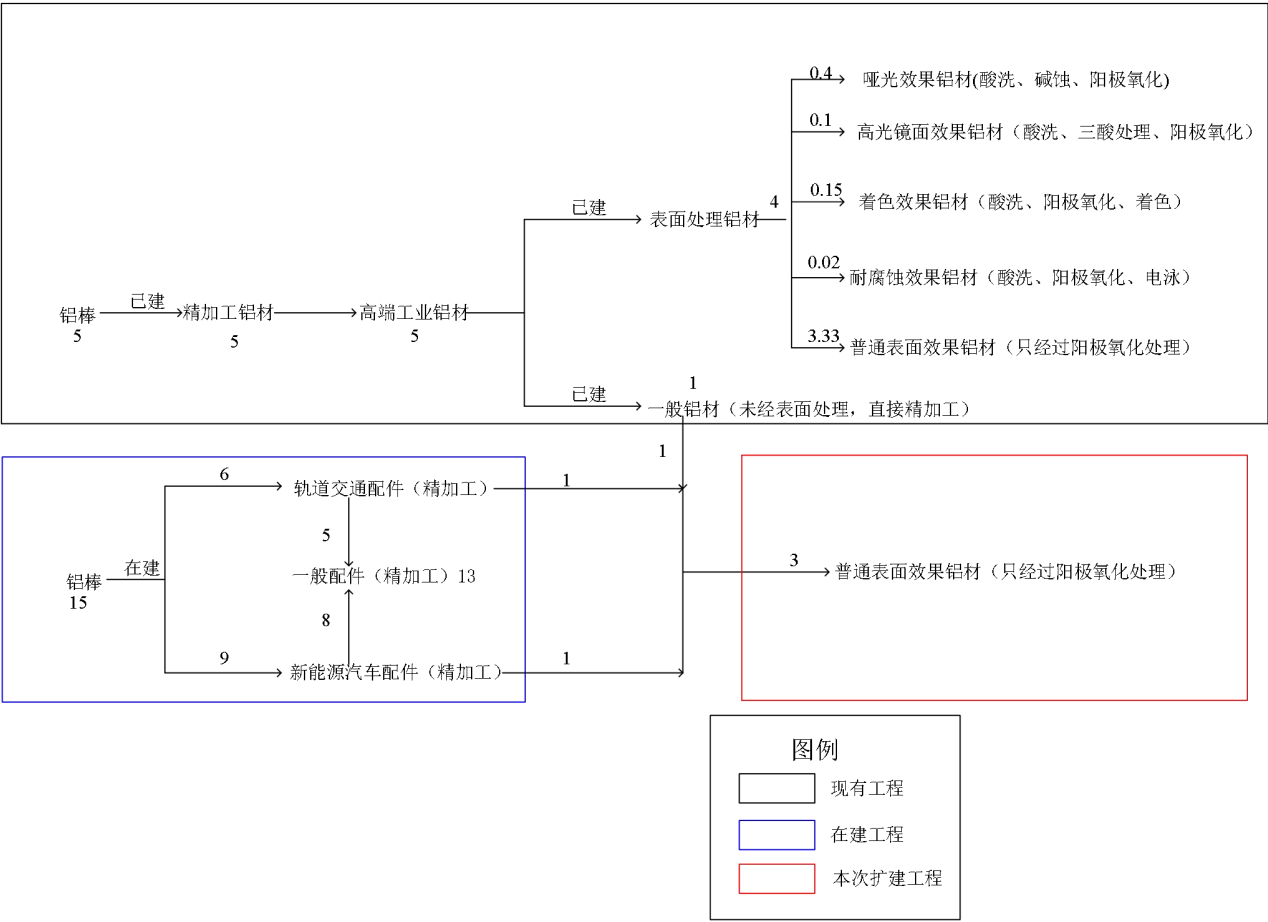 0.4
哑光效果铝材(酸洗、碱蚀、阳极氧化)
0.1
高光镜面效果铝材（酸洗、三酸处理、阳极氧化）
0.15
着色效果铝材（酸洗、阳极氧化、着色）
4
已建
表面处理铝材
0.02
耐腐蚀效果铝材（酸洗、阳极氧化、电泳）
3.33
普通表面效果铝材（只经过阳极氧化处理）
铝棒
5
已建
精加工铝材
5
高端工业铝材
5
已建
1
一般铝材（未经表面处理，直接精加工）
1
6
轨道交通配件（精加工）
1
5
在建
铝棒
15
一般配件（精加工）13
3
普通表面效果铝材（只经过阳极氧化处理）
8
9
新能源汽车配件（精加工）
1
图例
现有工程
在建工程
本次扩建工程